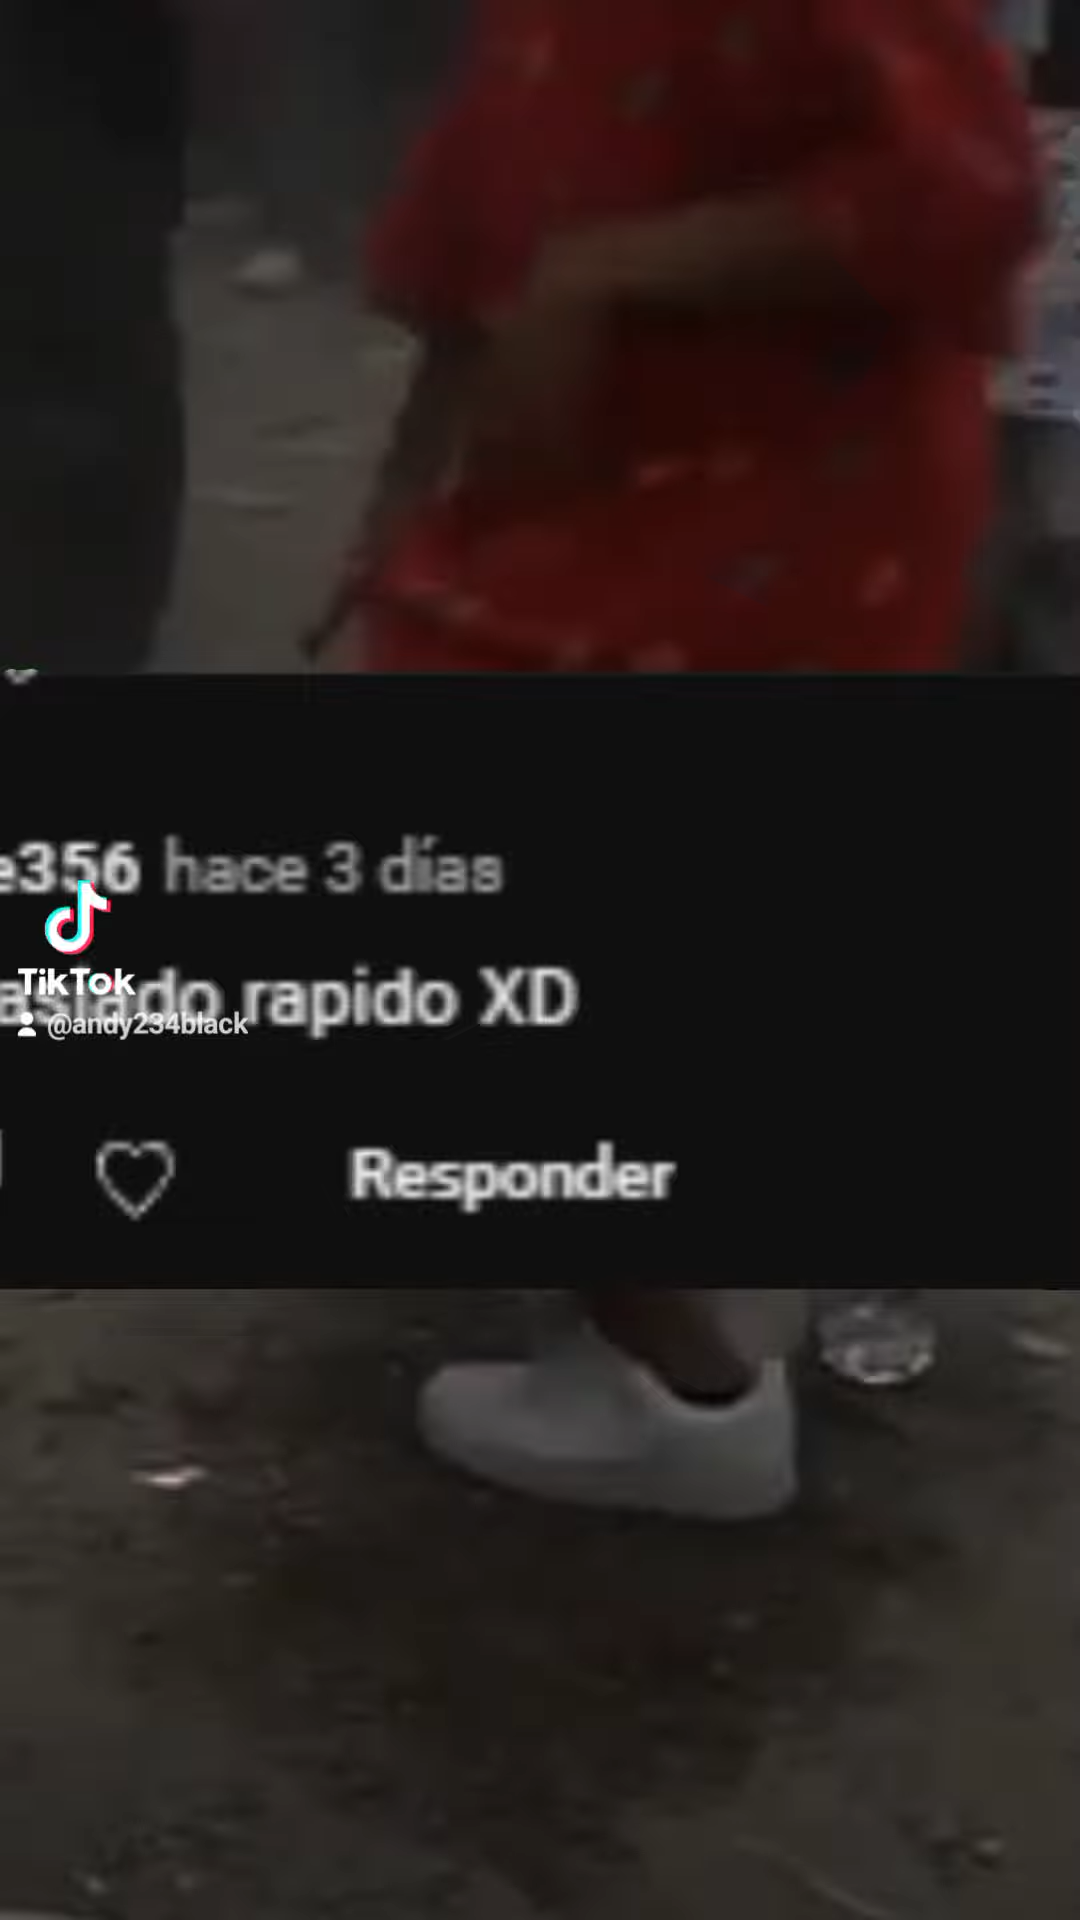 e356 hace 3 días
TikTok
rapido XD
@andy234black
Responder